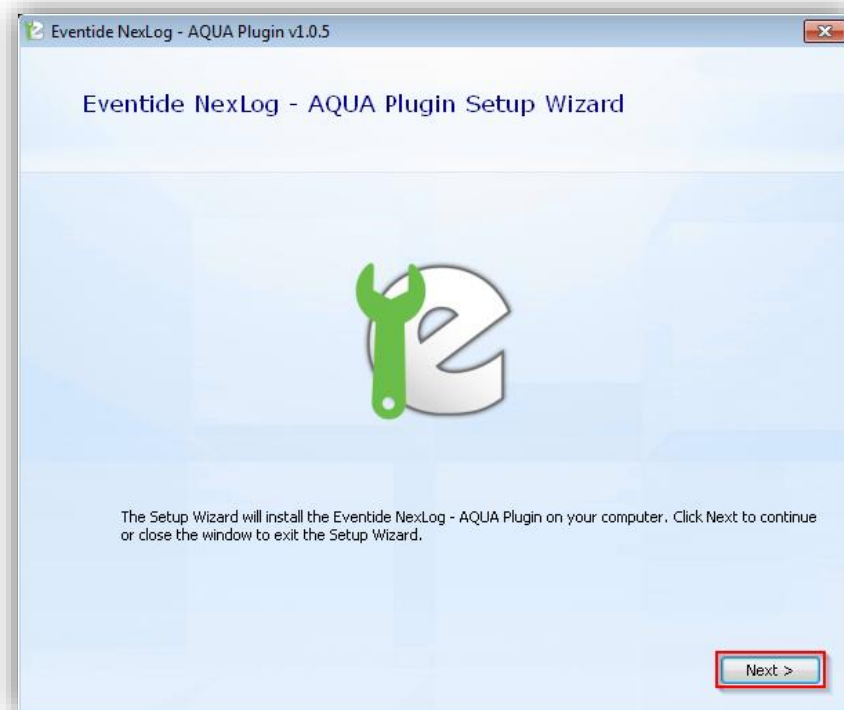 Eventide NexLog - AQUA Plugin v1.0.5
Eventide NexLog - AQUA Plugin Setup Wizard
The Setup Wizard will install the Eventide NexLog - AQUA Plugin on your computer. Click Next to continue
or close the window to exit the Setup Wizard.
Next >